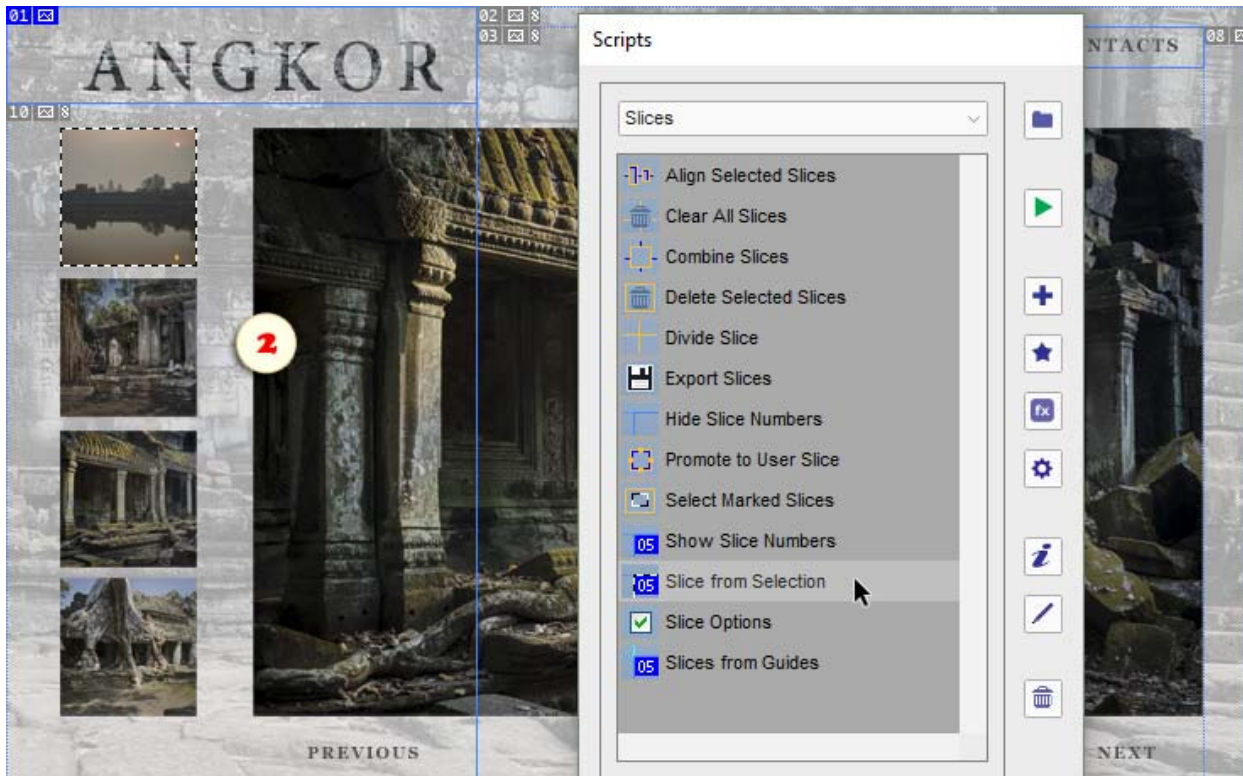 01
02 8
03 8
08
ANGKOR
NTACTS
10 8
2
PREVIOUS
NEXT
Scripts
Slices
Align Selected Slices
Clear All Slices
Combine Slices
Delete Selected Slices
Divide Slice
Export Slices
Hide Slice Numbers
fx
Promote to User Slice
Select Marked Slices
05 Show Slice Numbers
05 Slice from Selection
Slice Options
05 Slices from Guides
i